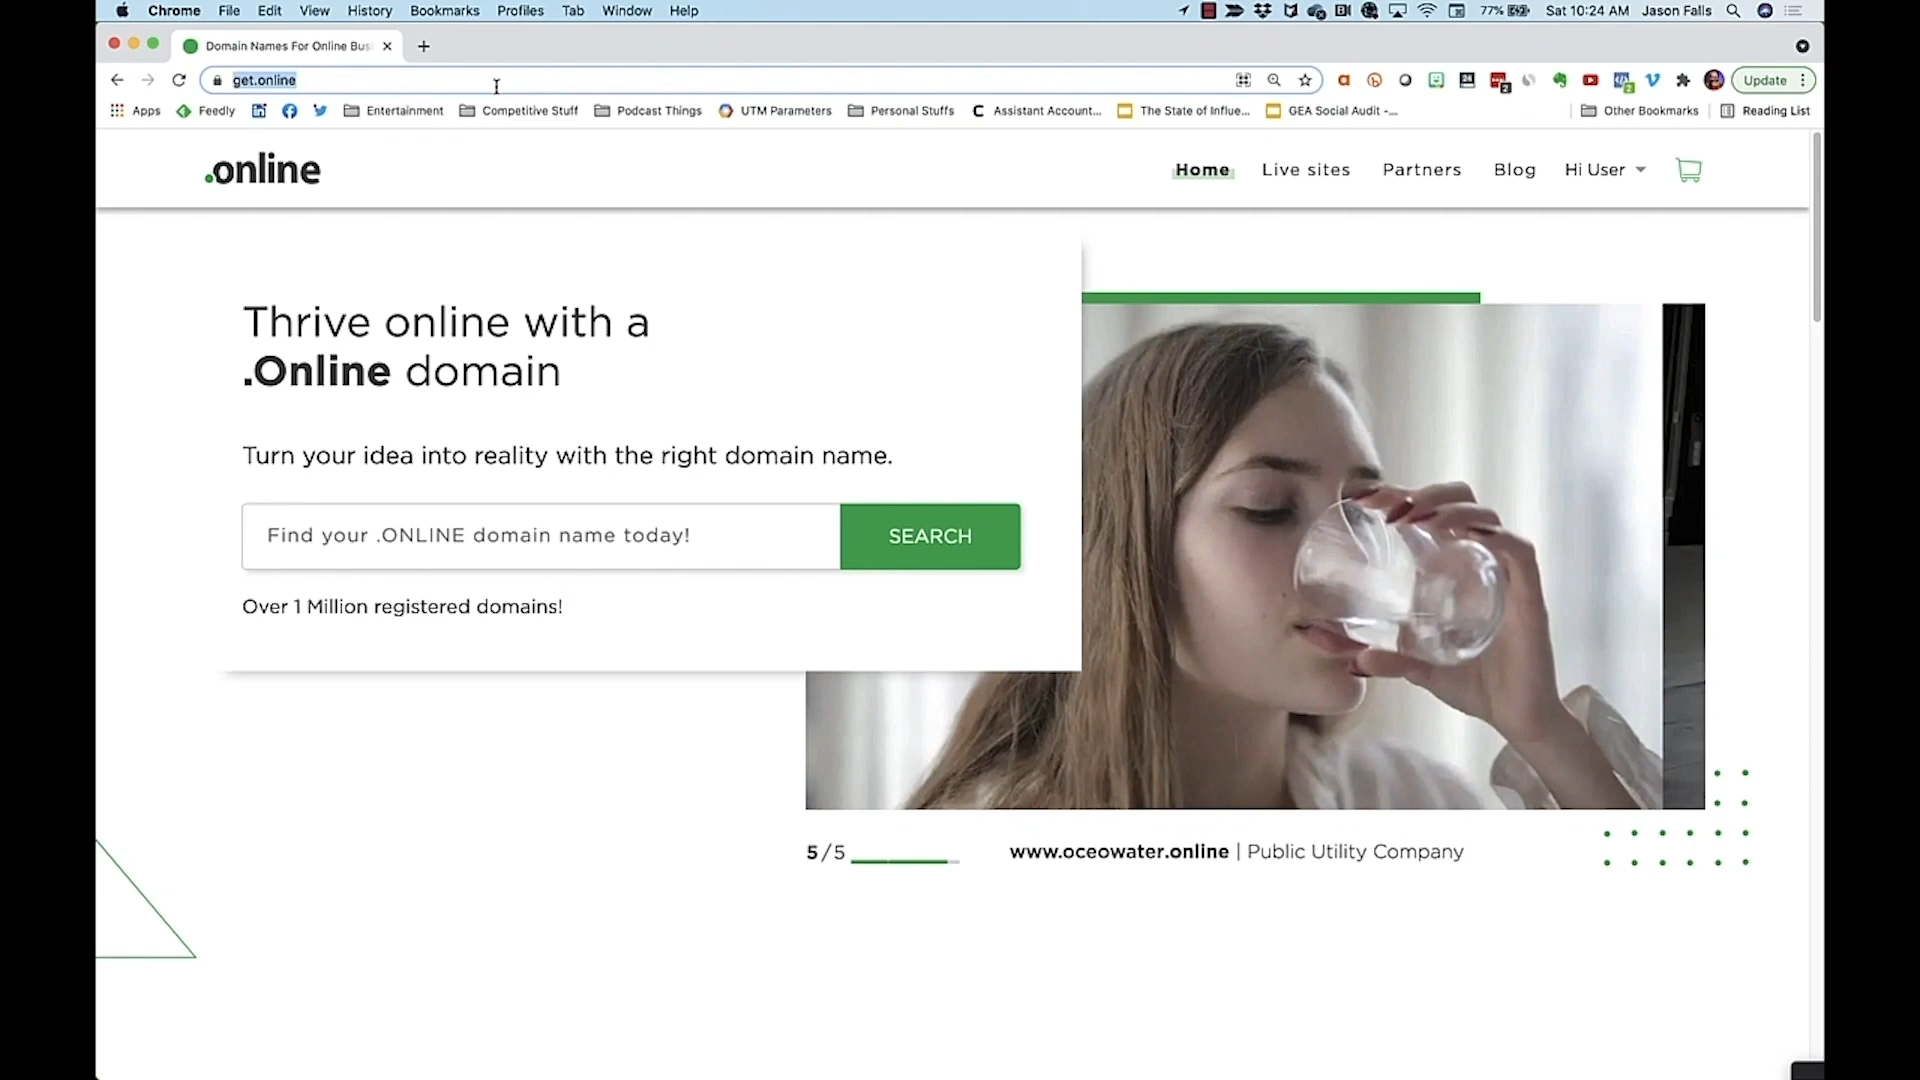 Chrome File Edit View History Bookmarks Profiles Tab Window Help 77% Sat 10:24 AM Jason Falls
Domain Names For Online Bus
get.online Update
Apps Feedly Entertainment Competitive Stuff Podcast Things UTM Parameters Personal Stuffs Assistant Account... The State of Influe... GEA Social Audit -... Other Bookmarks Reading List
.online Home Live sites Partners Blog Hi User
Thrive online with a
.Online domain
Turn your idea into reality with the right domain name.
Find your .ONLINE domain name today! SEARCH
Over 1 Million registered domains!
5/5 www.oceowater.online | Public Utility Company